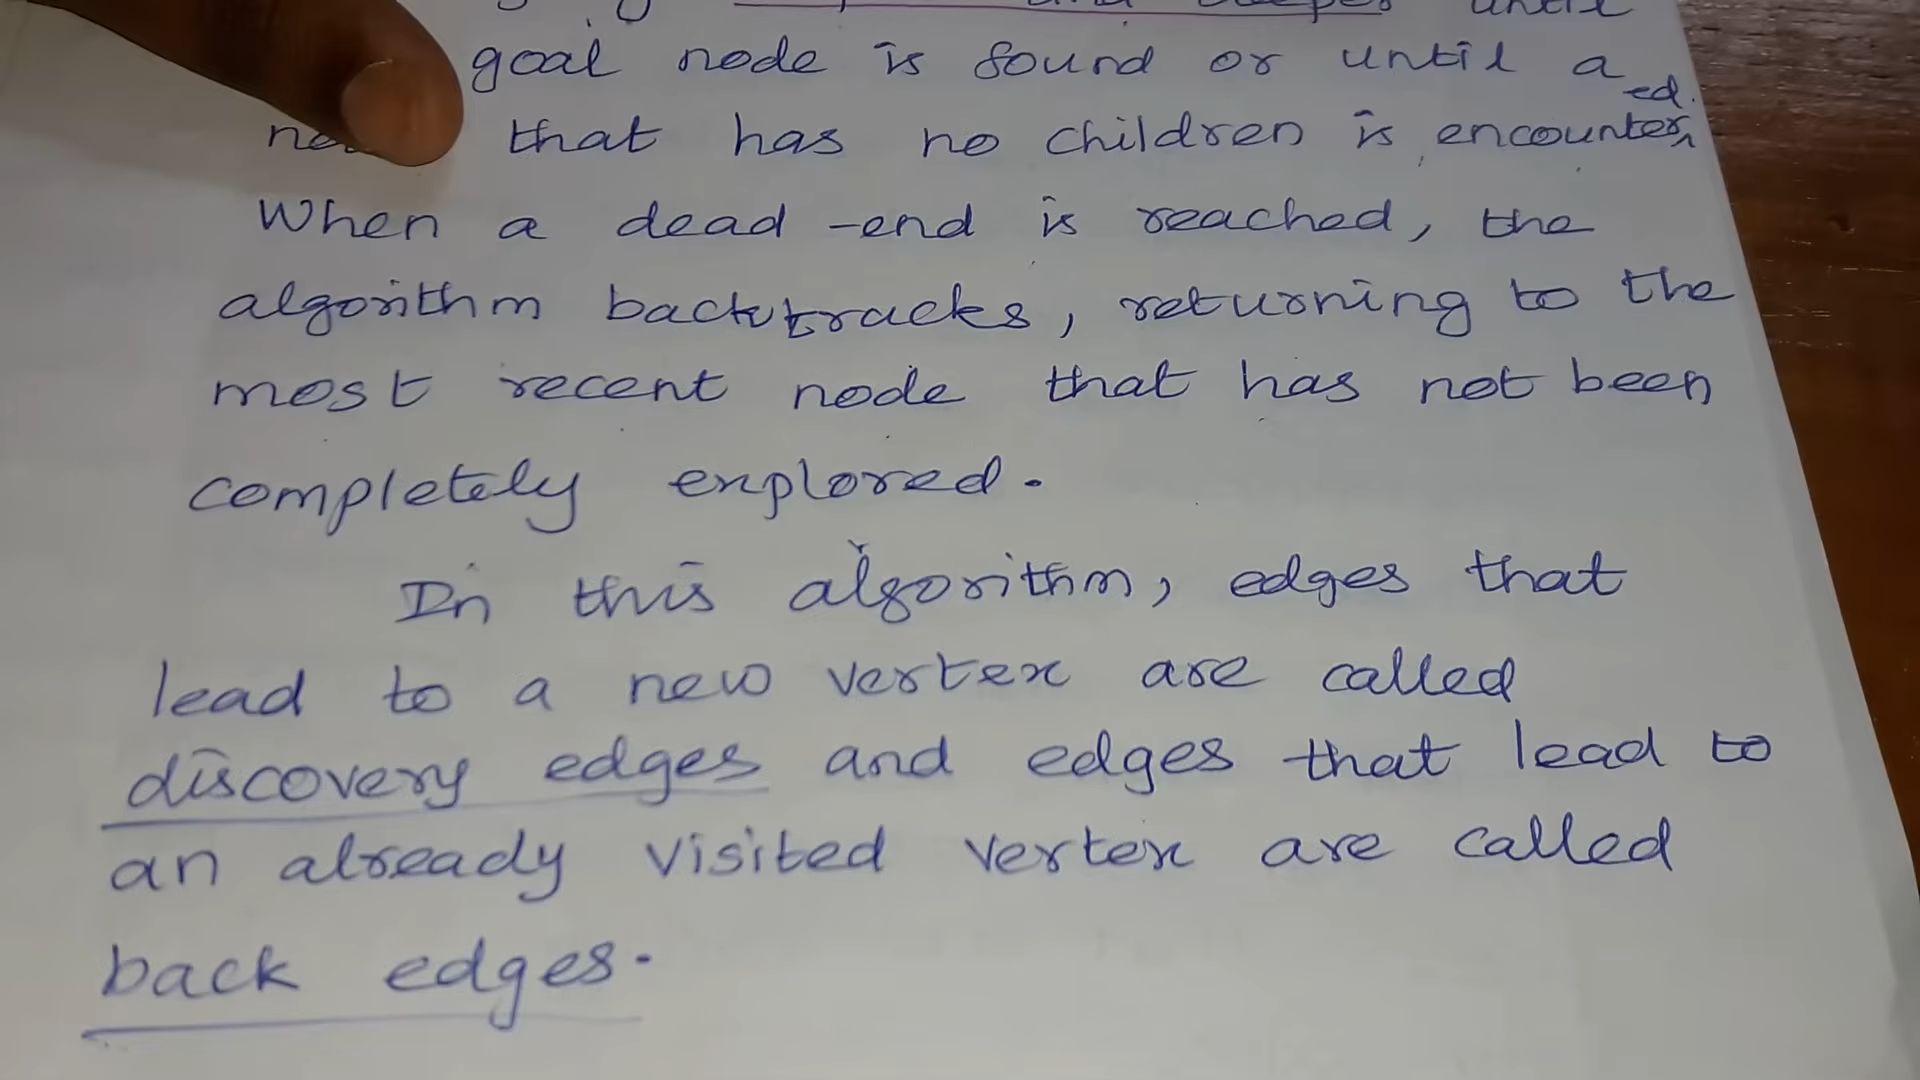 until
goal node is found or until a
that has no children is encountered.
When a dead-end is reached, the
algorithm backtracks, returning to the
most recent node that has not been
completely explored.
In this algorithm, edges that
lead to a new vertex are called
discovery edges and edges that lead to
an already visited vertex are called
back edges.